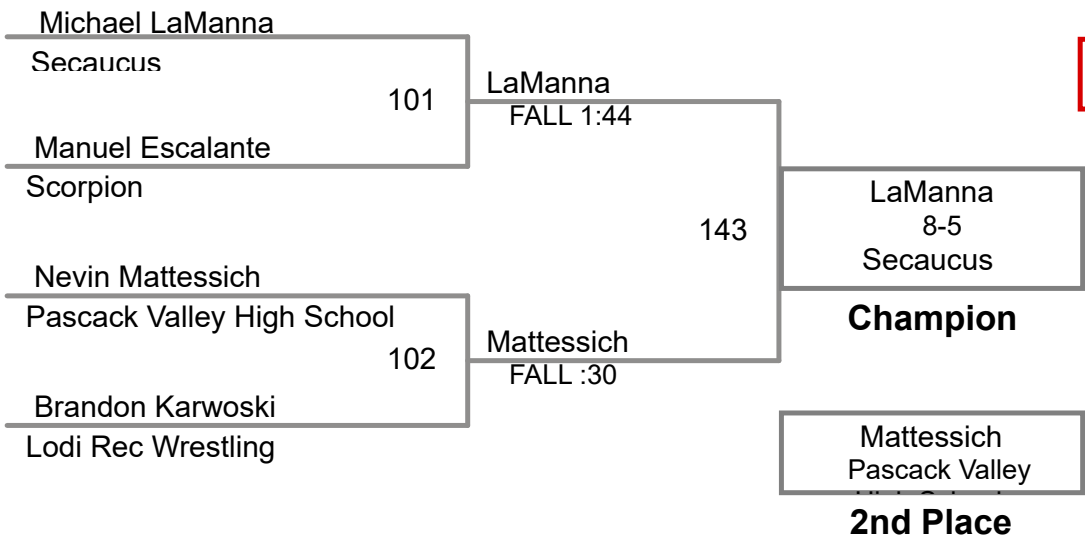 Michael LaManna
Secaucus
101
Manuel Escalante
Scorpion
LaManna
FALL 1:44
Nevin Mattessich
Pascack Valley High School
102
Brandon Karwoski
Lodi Rec Wrestling
Mattessich
FALL :30
143
LaManna
8-5
Secaucus
Champion
Mattessich
Pascack Valley
2nd Place